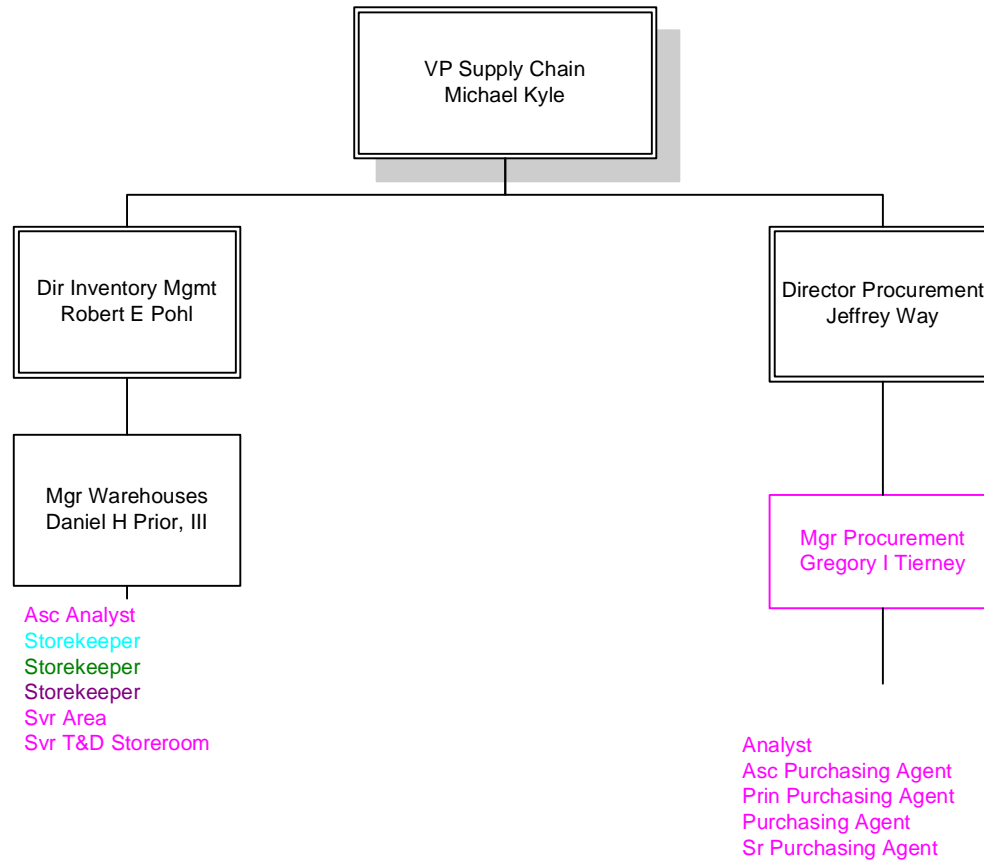 VP Supply Chain
Michael Kyle
Dir Inventory Mgmt
Robert E Pohl
Director Procurement
Jeffrey Way
Mgr Warehouses
Daniel H Prior, III
Mgr Procurement
Gregory I Tierney
Asc Analyst
Storekeeper
Storekeeper
Storekeeper
Svr Area
Svr T&D Storeroom
Analyst
Asc Purchasing Agent
Prin Purchasing Agent
Purchasing Agent
Sr Purchasing Agent